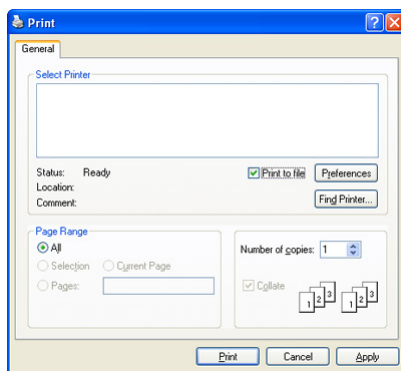 Print
General
Select Printer
Status: Ready
Print to file
Preferences
Location:
Comment:
Find Printer...
Page Range
All
Selection
Current Page
Pages:
Number of copies: 1
Collate
1 2 3 1 2 3
Print
Cancel
Apply